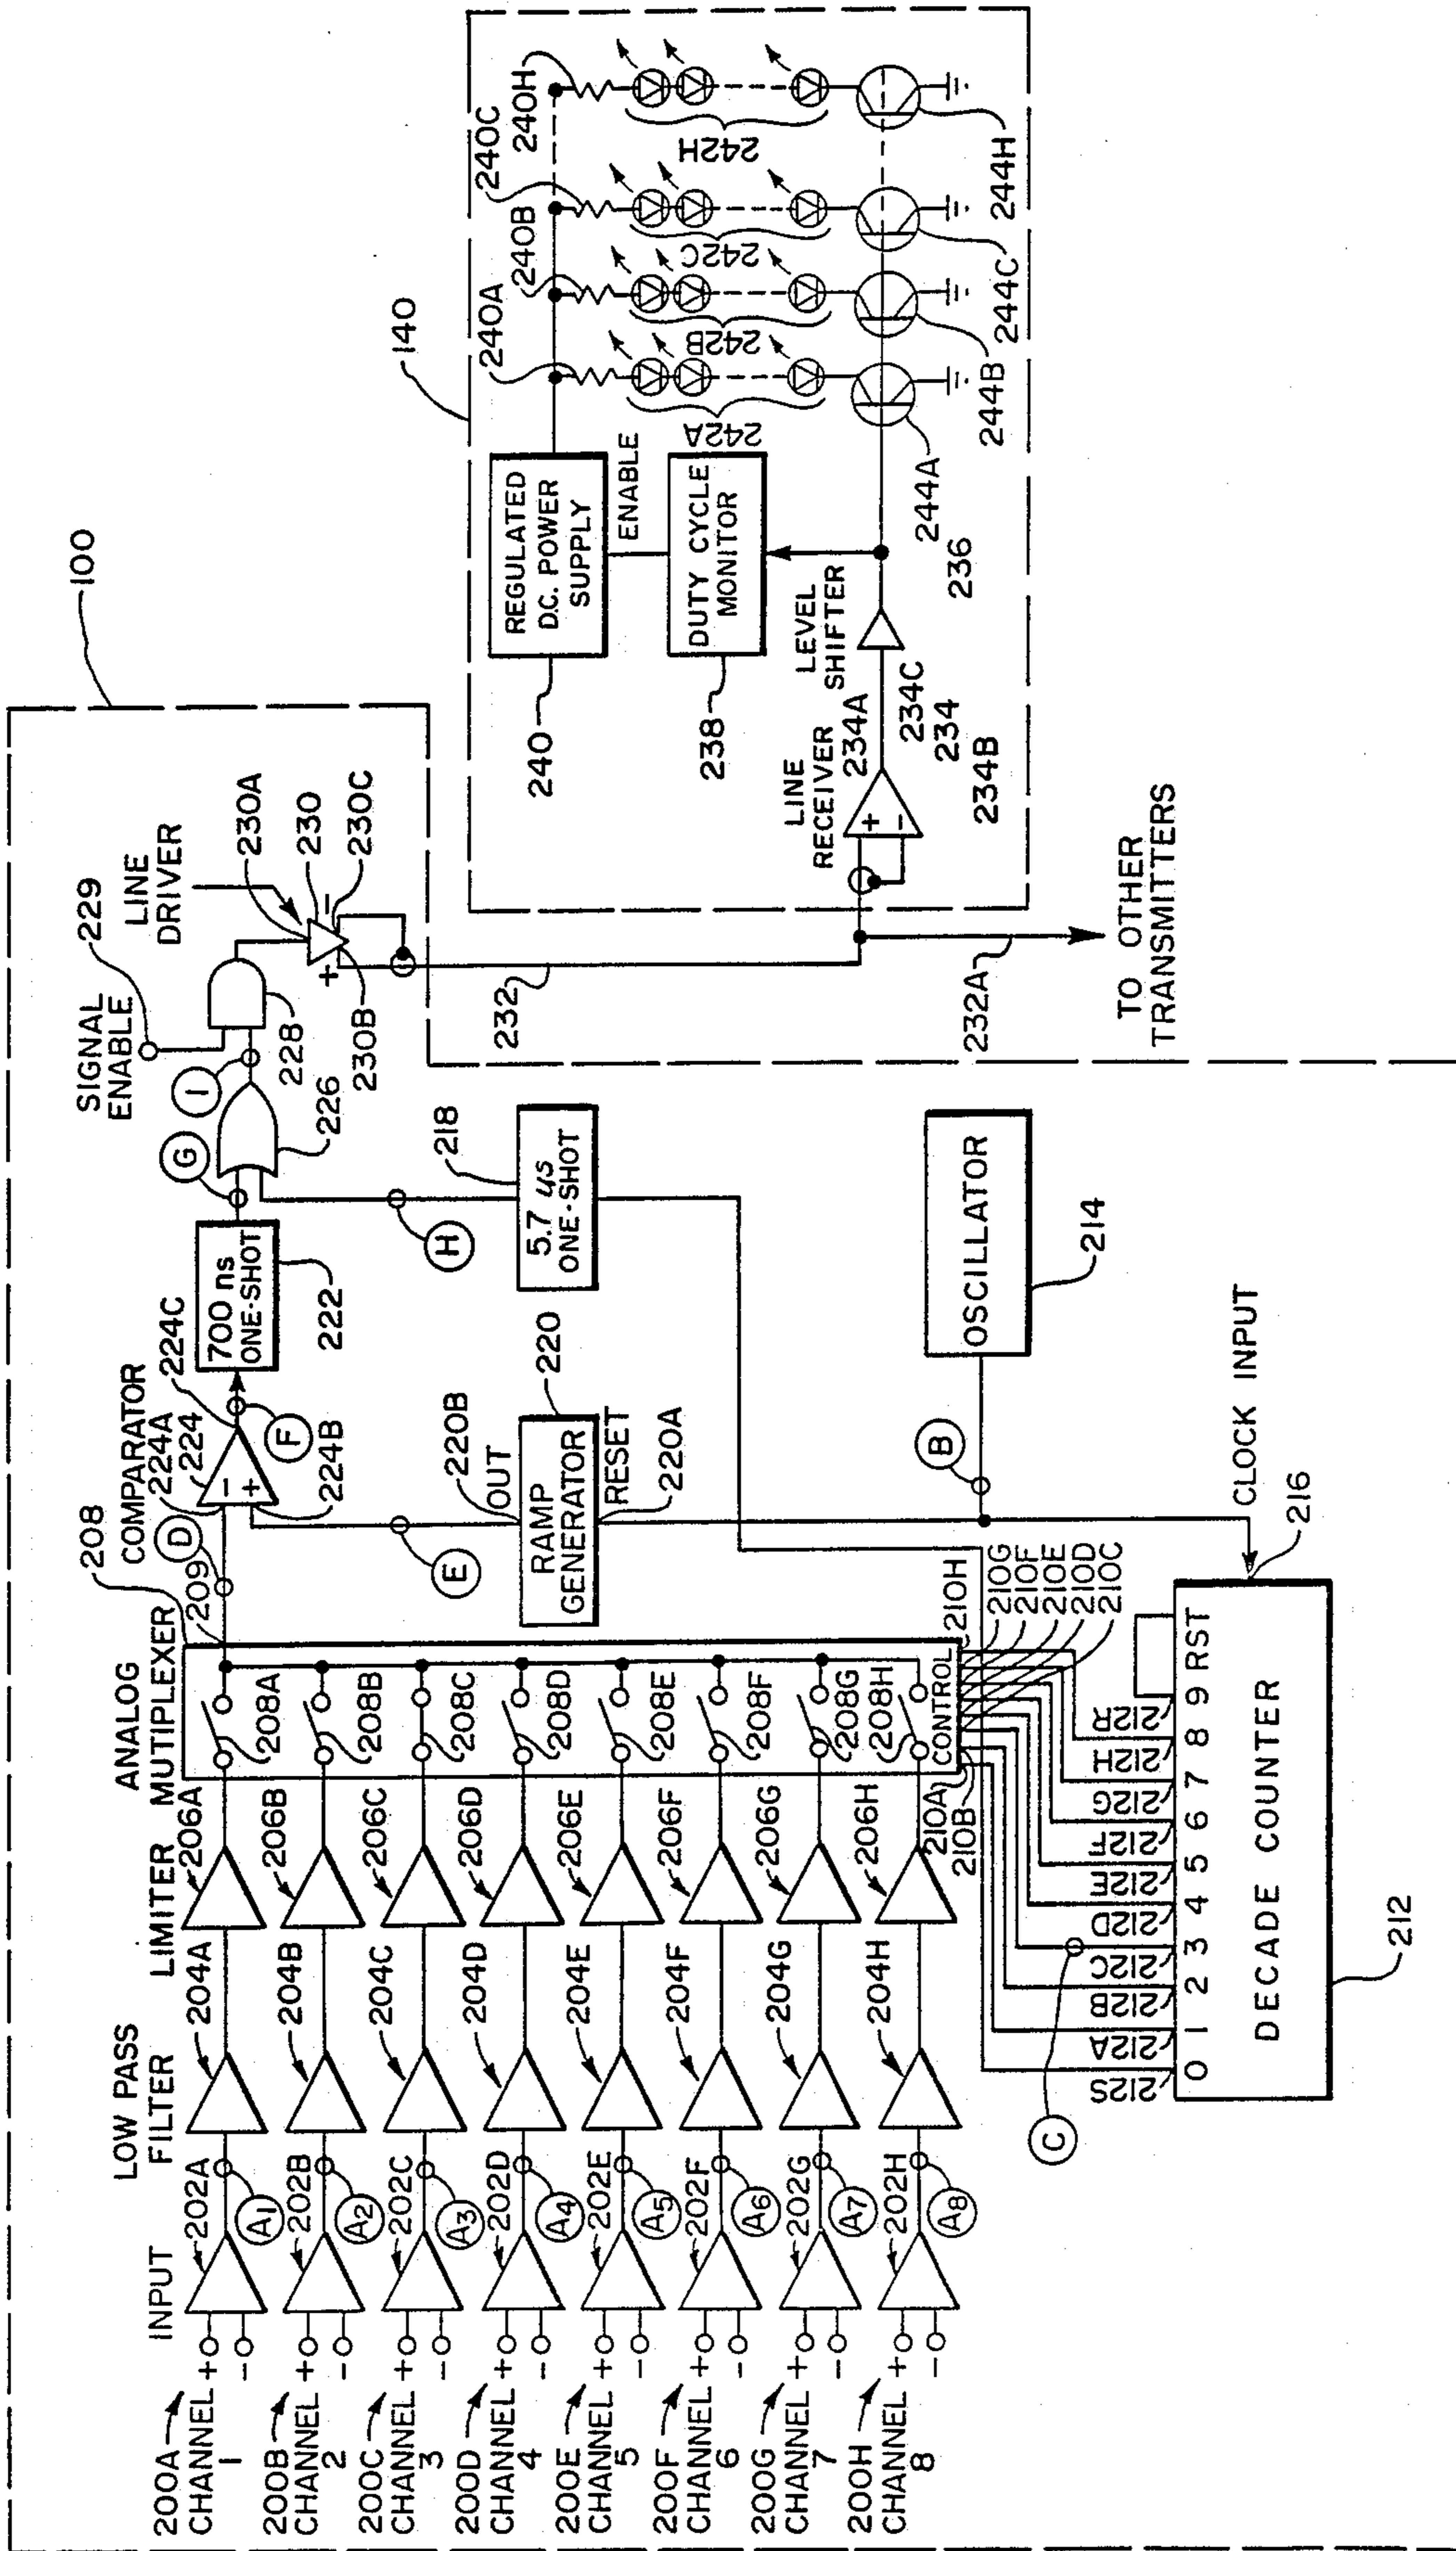 100
SIGNAL
ENABLE
229
LINE
DRIVER
230A
230
230C
230B
+
-
228
I
226
G
H
232
232A
TO OTHER
TRANSMITTERS
218
5.7 us
ONE-SHOT
700 ns
ONE-SHOT
222
COMPARATOR
224A
224
224C
224B
-
+
F
D
209
208
E
220B
OUT
220
RAMP
GENERATOR
RESET
220A
B
OSCILLATOR
214
CLOCK INPUT
216
ANALOG
MUTIPLEXER
208A
208B
208C
208D
208E
208F
208G
208H
CONTROL
210A
210B
210H
210G
210F
210E
210D
210C
LIMITER
206A
206B
206C
206D
206E
206F
206G
206H
LOW PASS
FILTER
204A
204B
204C
204D
204E
204F
204G
204H
INPUT
202A
202B
202C
202D
202E
202F
202G
202H
A1
A2
A3
A4
A5
A6
A7
A8
200A
CHANNEL + -
1
200B
CHANNEL + -
2
200C
CHANNEL + -
3
200D
CHANNEL + -
4
200E
CHANNEL + -
5
200F
CHANNEL + -
6
200G
CHANNEL + -
7
200H
CHANNEL + -
8
C
212S
212A
212B
212C
212D
212E
212F
212G
212H
212R
0 1 2 3 4 5 6 7 8 9 RST
DECADE COUNTER
212
140
REGULATED
D.C. POWER
SUPPLY
240
ENABLE
DUTY CYCLE
MONITOR
238
LINE
RECEIVER
+
-
234A
234C
234
234B
LEVEL
SHIFTER
236
240A
240B
240C
240H
242A
242B
242C
242H
244A
244B
244C
244H